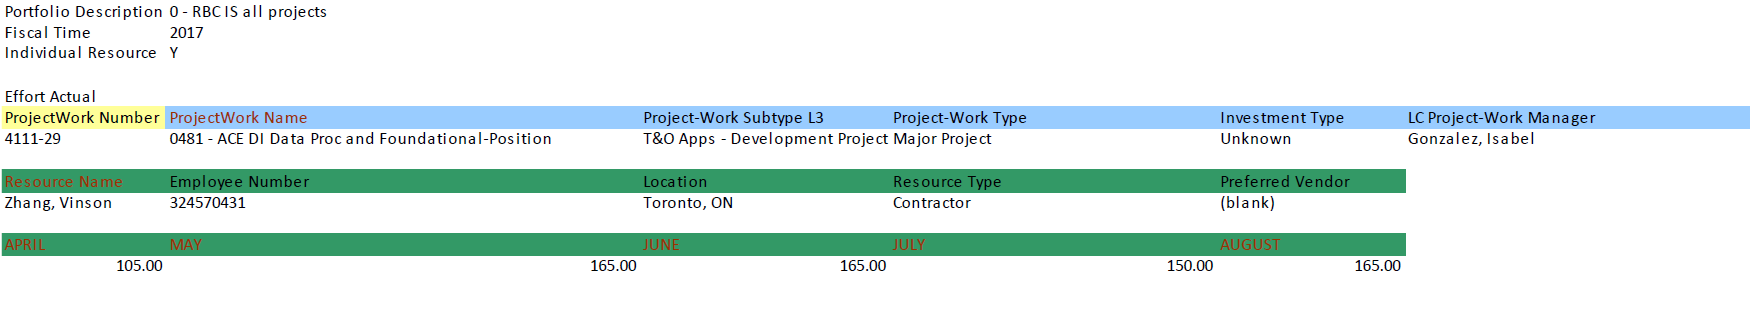 Portfolio Description 0 - RBC IS all projects
Fiscal Time 2017
Individual Resource Y
Effort Actual
ProjectWork Number ProjectWork Name Project-Work Subtype L3 Project-Work Type Investment Type LC Project-Work Manager
4111-29 0481 - ACE DI Data Proc and Foundational-Position T&O Apps - Development Project Major Project Unknown Gonzalez, Isabel
Resource Name Employee Number Location Resource Type Preferred Vendor
Zhang, Vinson 324570431 Toronto, ON Contractor (blank)
APRIL MAY JUNE JULY AUGUST
105.00 165.00 165.00 150.00 165.00